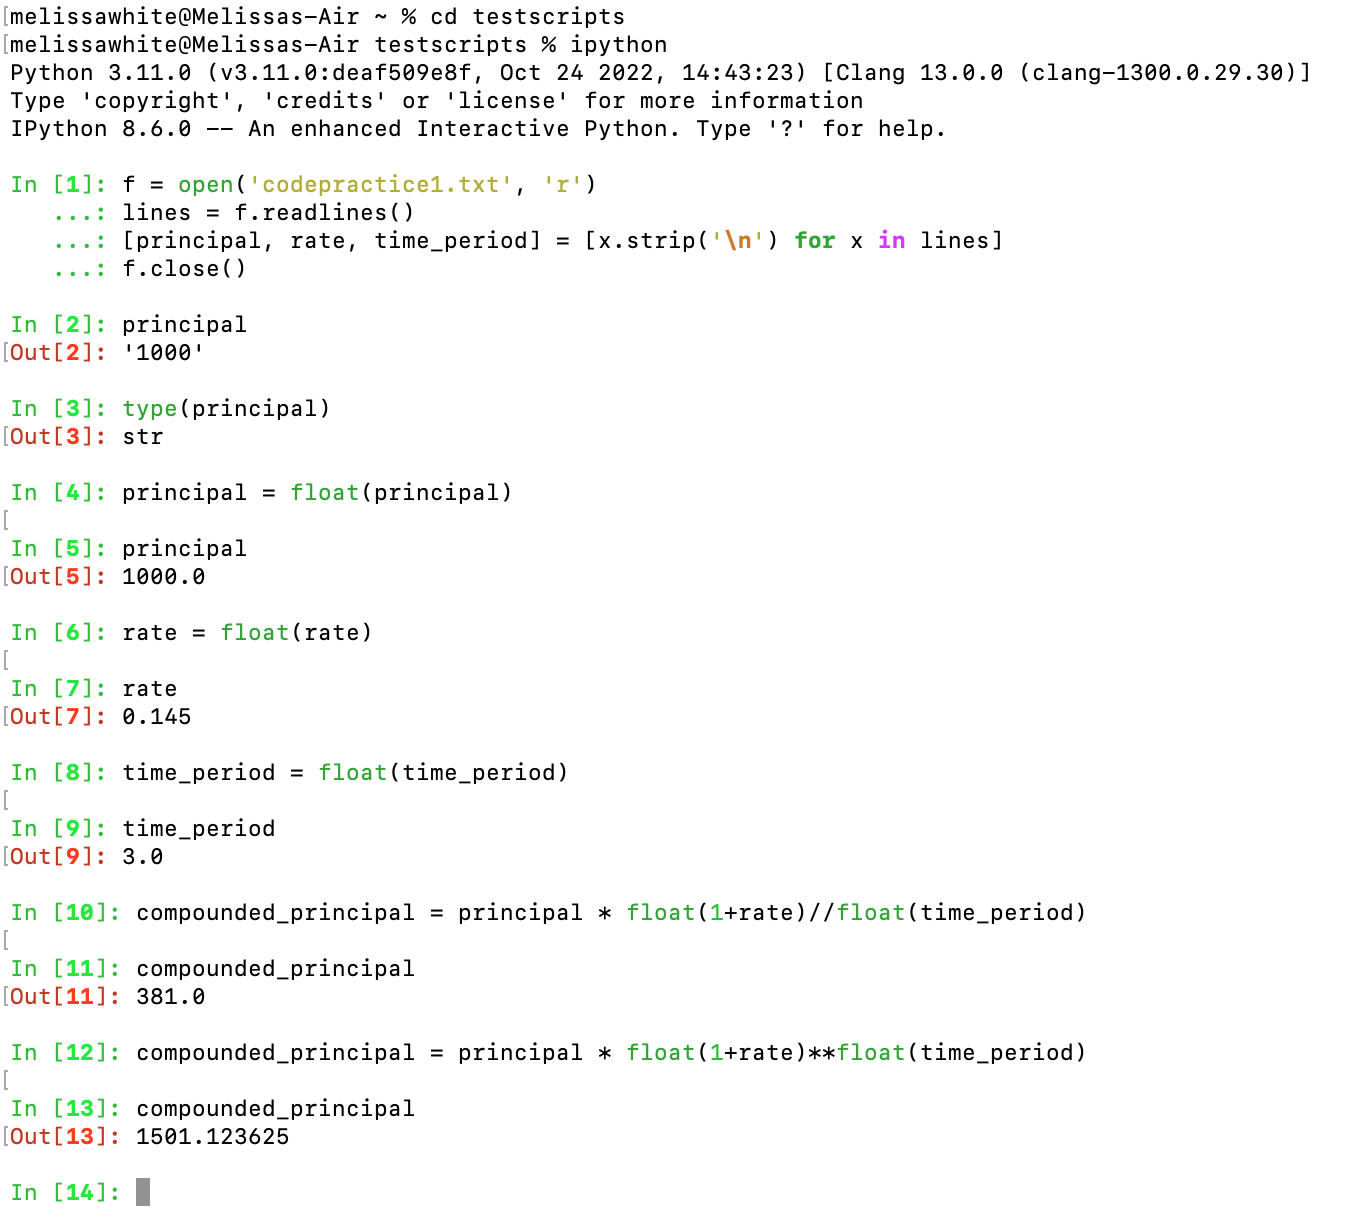 [melissawhite@Melissas-Air ~ % cd testscripts
[melissawhite@Melissas-Air testscripts % ipython
Python 3.11.0 (v3.11.0:deaf509e8f, Oct 24 2022, 14:43:23) [Clang 13.0.0 (clang-1300.0.29.30)]
Type 'copyright', 'credits' or 'license' for more information
IPython 8.6.0 -- An enhanced Interactive Python. Type '?' for help.
In [1]: f = open('codepractice1.txt', 'r')
   ...: lines = f.readlines()
   ...: [principal, rate, time_period] = [x.strip('\n') for x in lines]
   ...: f.close()
In [2]: principal
[Out[2]: '1000'
In [3]: type(principal)
[Out[3]: str
In [4]: principal = float(principal)
[
In [5]: principal
[Out[5]: 1000.0
In [6]: rate = float(rate)
[
In [7]: rate
[Out[7]: 0.145
In [8]: time_period = float(time_period)
[
In [9]: time_period
[Out[9]: 3.0
In [10]: compounded_principal = principal * float(1+rate)//float(time_period)
[
In [11]: compounded_principal
[Out[11]: 381.0
In [12]: compounded_principal = principal * float(1+rate)**float(time_period)
[
In [13]: compounded_principal
[Out[13]: 1501.123625
In [14]: